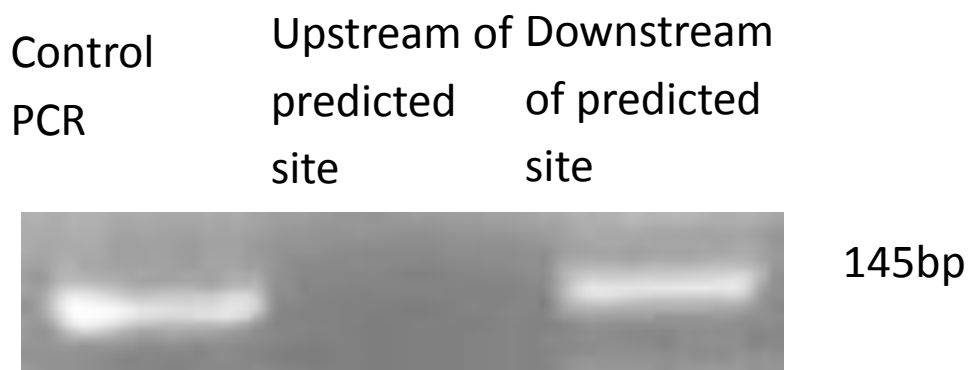 Control
PCR
Upstream of
predicted
site
Downstream
of predicted
site
145bp